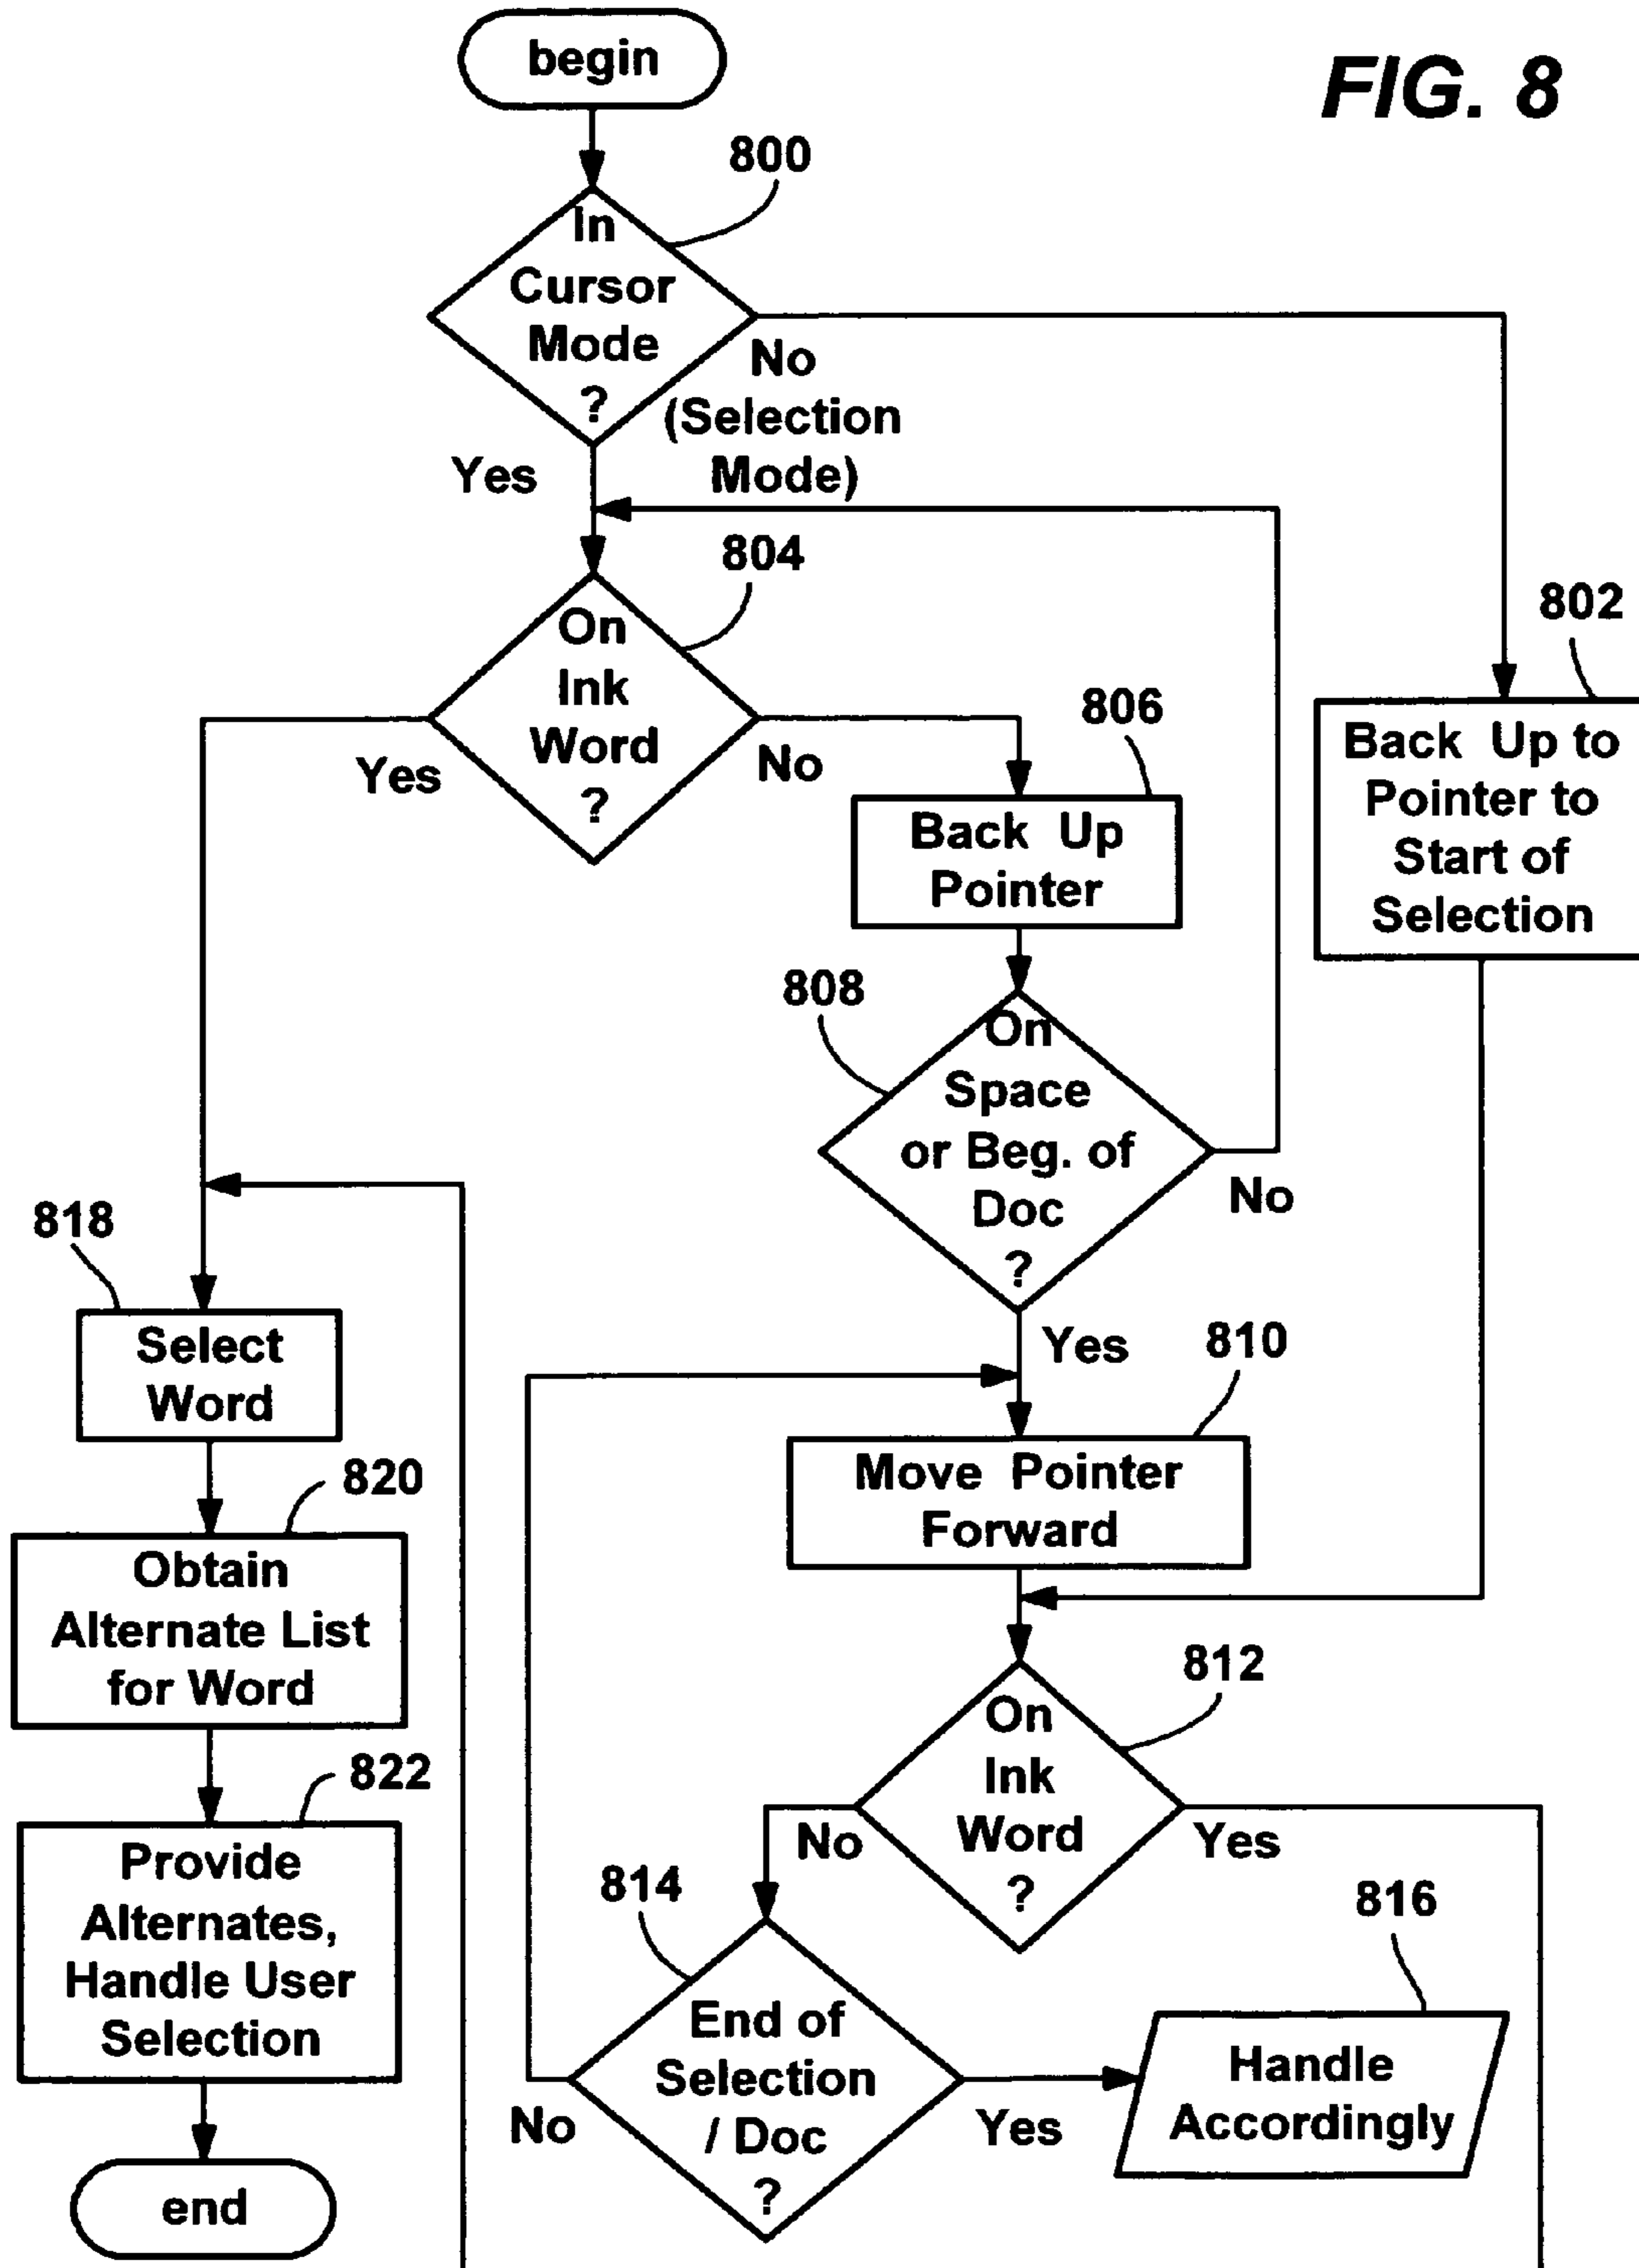 begin
FIG. 8
800
In
Cursor
Mode
?
No
(Selection
Mode)
Yes
804
On
Ink
Word
?
Yes
No
802
Back Up to
Pointer to
Start of
Selection
806
Back Up
Pointer
808
On
Space
or Beg. of
Doc
?
No
Yes
818
Select
Word
810
Move Pointer
Forward
820
Obtain
Alternate List
for Word
812
On
Ink
Word
?
No
Yes
822
Provide
Alternates,
Handle User
Selection
814
End of
Selection
/ Doc
?
No
Yes
816
Handle
Accordingly
end